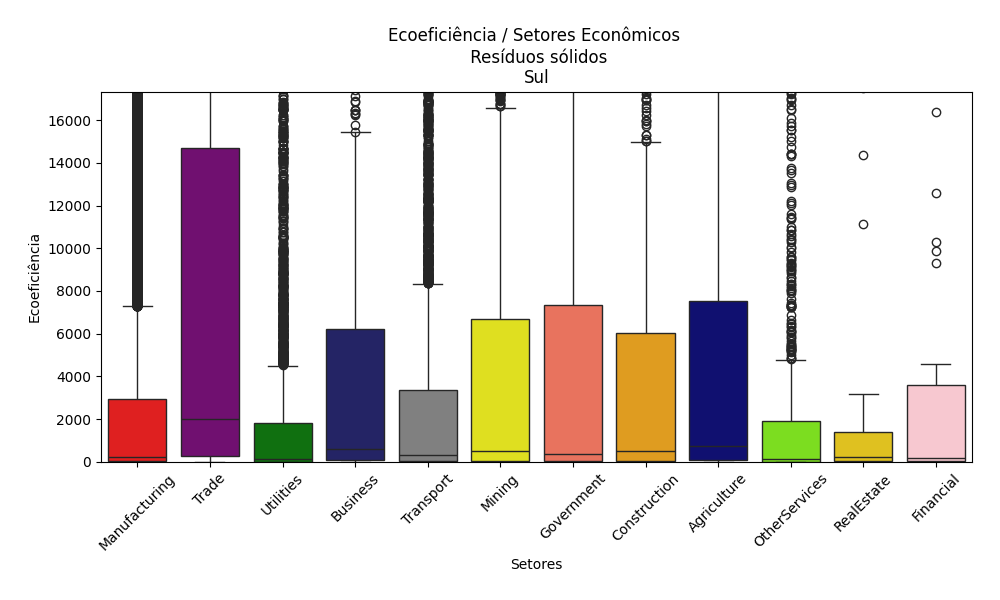 Ecoeficiência / Setores Econômicos
Resíduos sólidos
Sul
Ecoeficiência
16000
14000
12000
10000
8000
6000
4000
2000
0
Manufacturing
Trade
Utilities
Business
Transport
Mining
Government
Construction
Agriculture
OtherServices
RealEstate
Financial
Setores